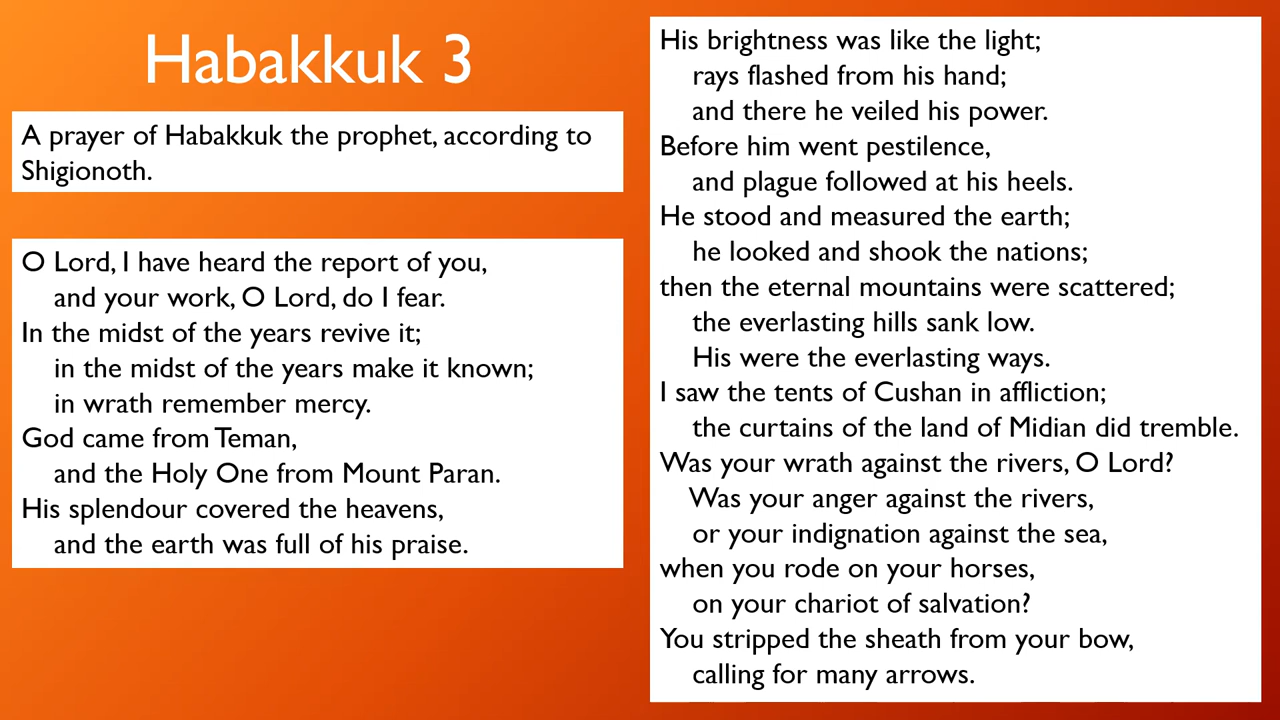 Habakkuk 3
A prayer of Habakkuk the prophet, according to
Shigionoth.
O Lord, I have heard the report of you,
and your work, O Lord, do I fear.
In the midst of the years revive it;
in the midst of the years make it known;
in wrath remember mercy.
God came from Teman,
and the Holy One from Mount Paran.
His splendour covered the heavens,
and the earth was full of his praise.
His brightness was like the light;
rays flashed from his hand;
and there he veiled his power.
Before him went pestilence,
and plague followed at his heels.
He stood and measured the earth;
he looked and shook the nations;
then the eternal mountains were scattered;
the everlasting hills sank low.
His were the everlasting ways.
I saw the tents of Cushan in affliction;
the curtains of the land of Midian did tremble.
Was your wrath against the rivers, O Lord?
Was your anger against the rivers,
or your indignation against the sea,
when you rode on your horses,
on your chariot of salvation?
You stripped the sheath from your bow,
calling for many arrows.